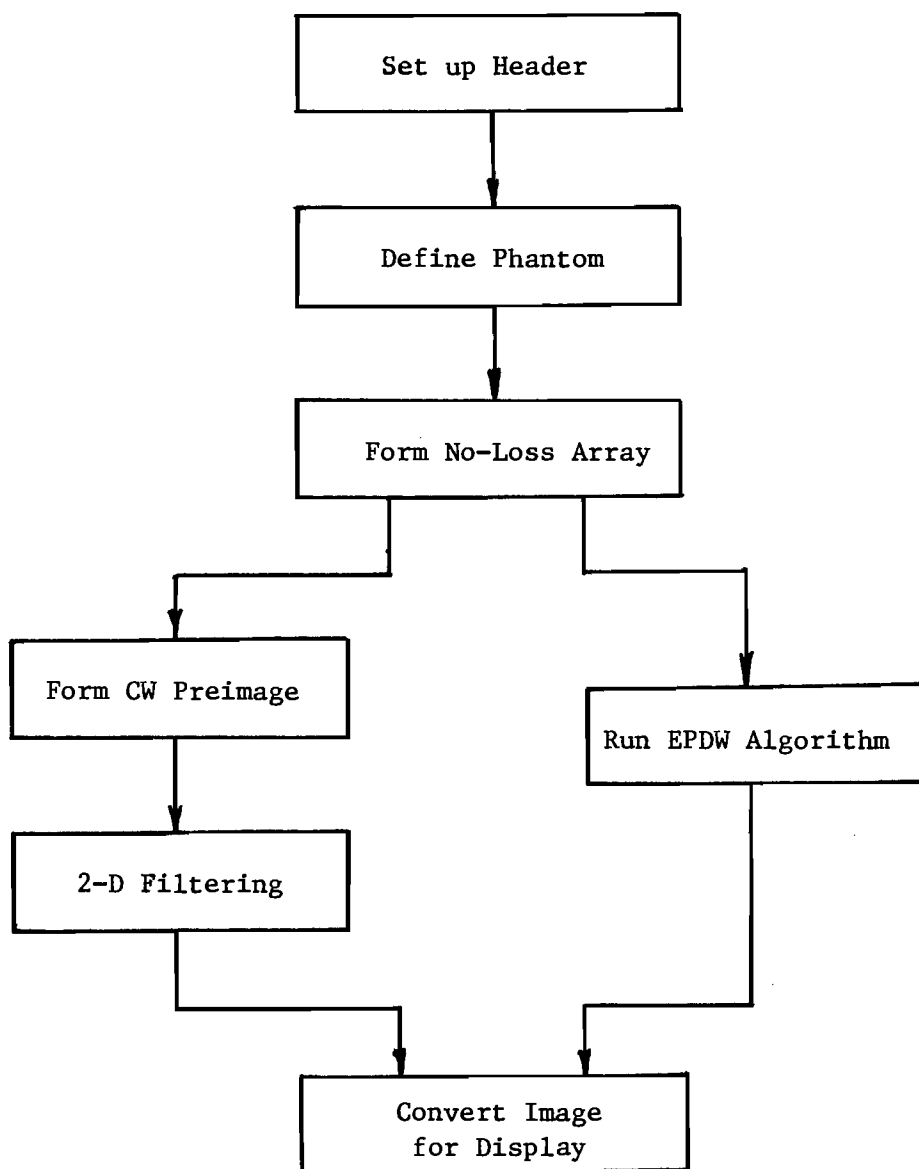 Set up Header
Define Phantom
Form No-Loss Array
Form CW Preimage
Run EPDW Algorithm
2-D Filtering
Convert Image
for Display